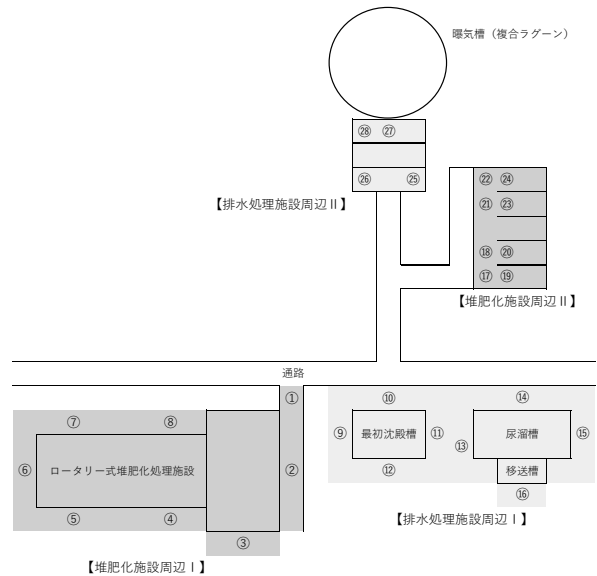 曝気槽（複合ラグーン）
㉘ ㉗
㉖ ㉕
【排水処理施設周辺Ⅱ】
㉒ ㉔
㉑ ㉓
⑱ ⑳
⑰ ⑲
【堆肥化施設周辺Ⅱ】
通路
①
②
③
④
⑤
⑥
⑦
⑧
ロータリー式堆肥化処理施設
【堆肥化施設周辺Ⅰ】
⑨
⑩
⑪
⑫
最初沈殿槽
⑬
⑭
⑮
尿溜槽
移送槽
⑯
【排水処理施設周辺Ⅰ】